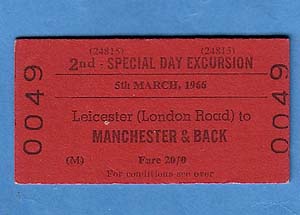 (24815) (24815)
2nd - SPECIAL DAY EXCURSION
5th MARCH, 1966
Leicester (London Road) to
MANCHESTER & BACK
(M) Fare 20/0
For conditions see over
0049
0049